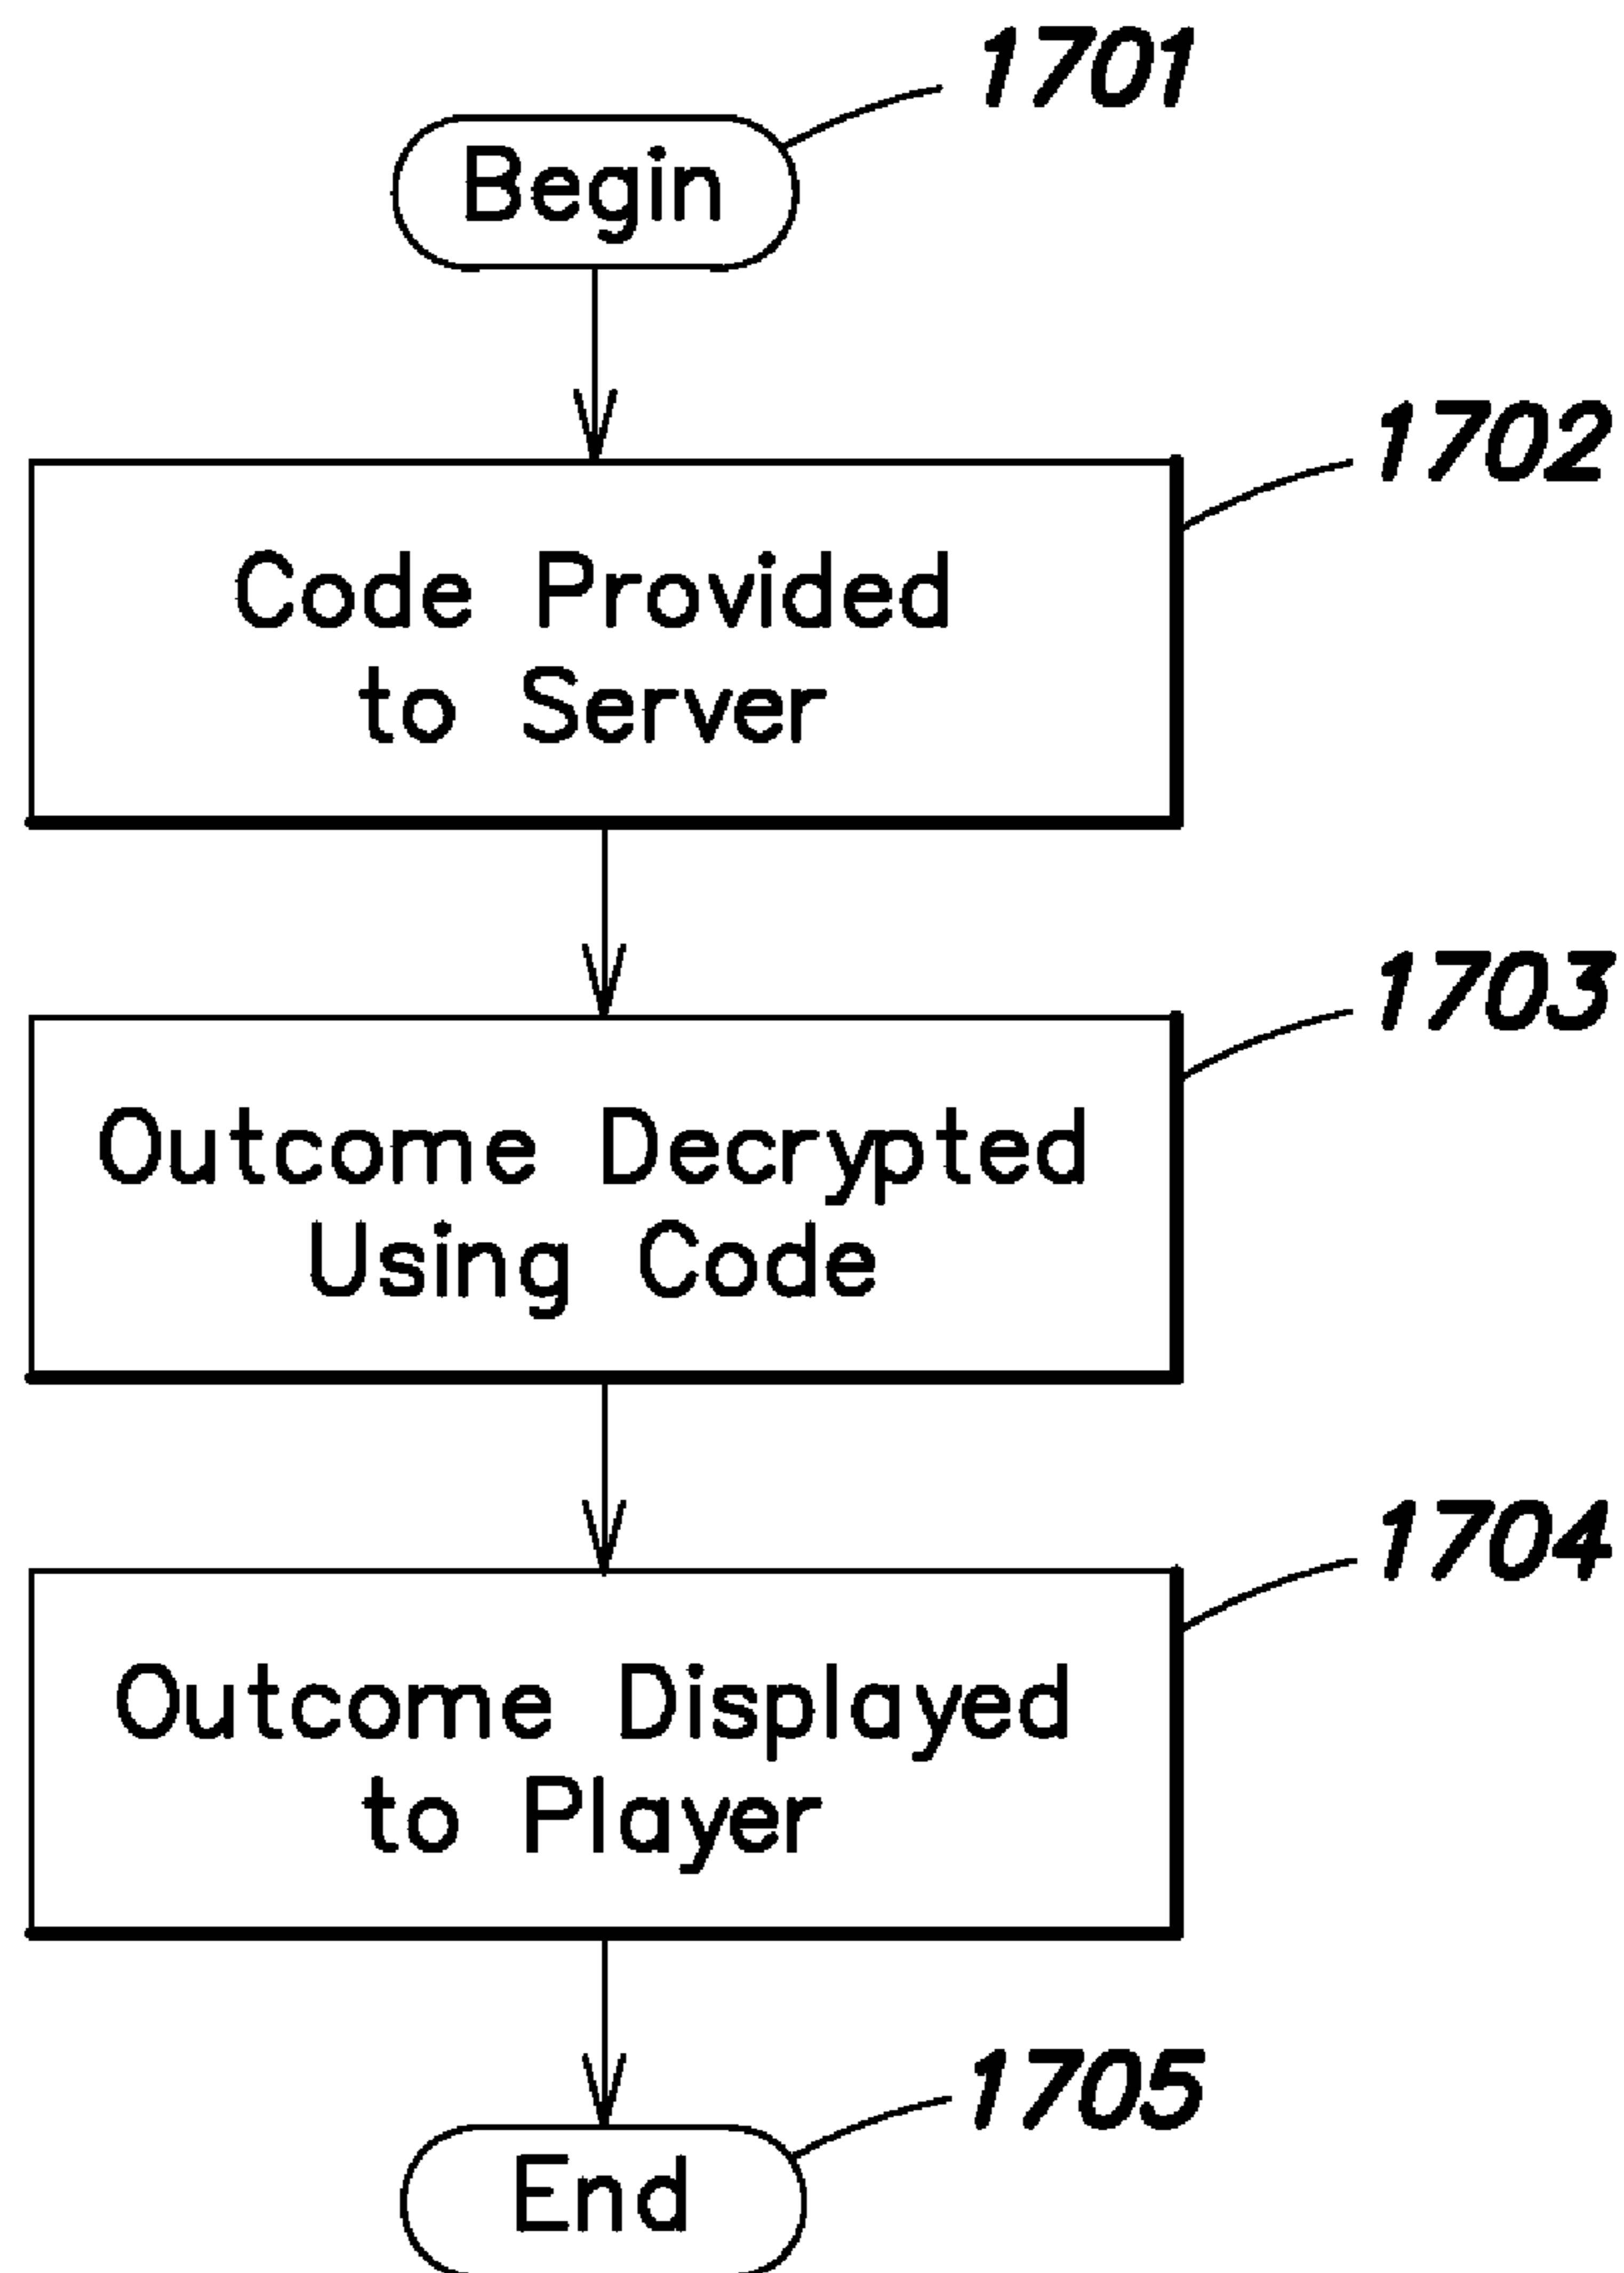 1701
Begin
1702
Code Provided
to Server
1703
Outcome Decrypted
Using Code
1704
Outcome Displayed
to Player
1705
End